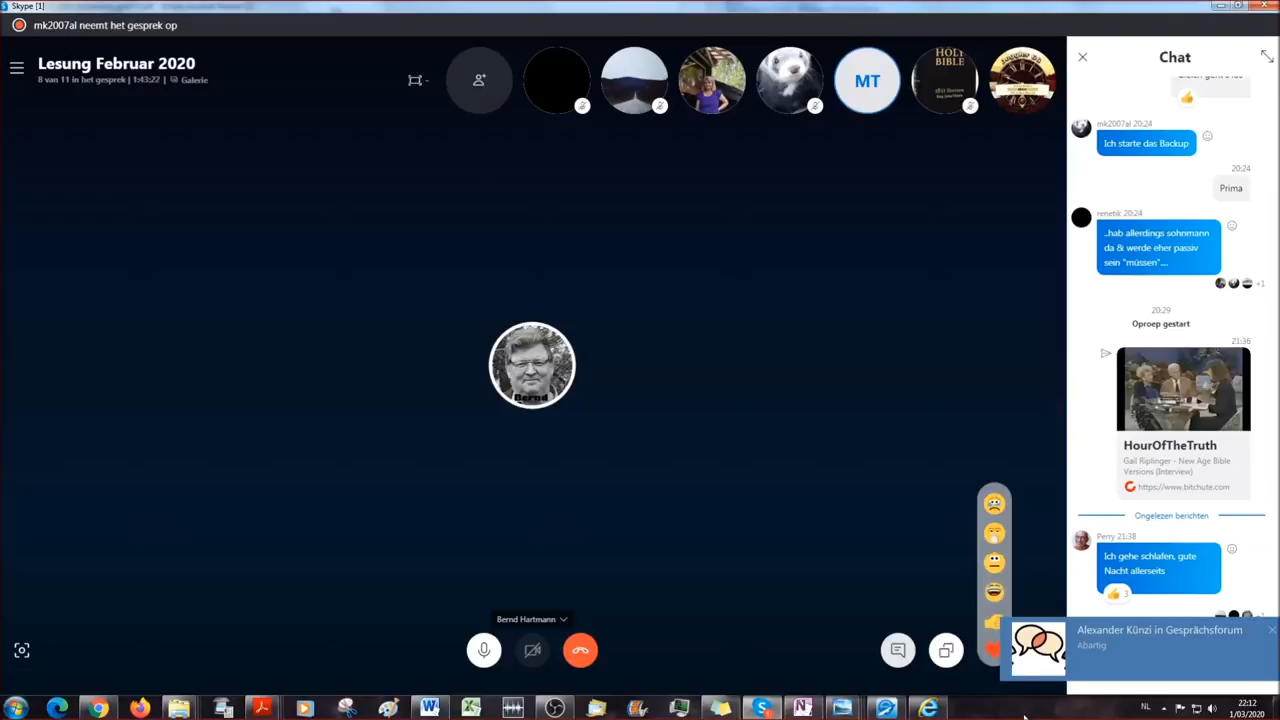 Skype [1]
mk2007al neemt het gesprek op
Lesung Februar 2020
8 van 11 in het gesprek | 1:43:22 | Galerie
MT
HOLY
BIBLE
Bernd
Bernd Hartmann
Chat
mk2007al 20:24
Ich starte das Backup
20:24
Prima
renetik 20:24
..hab allerdings sohnmann
da & werde eher passiv
sein "müssen"....
+1
20:29
Oproep gestart
21:36
HourOfTheTruth
Gail Riplinger - New Age Bible
Versions (Interview)
https://www.bitchute.com
Ongelezen berichten
Perry 21:38
Ich gehe schlafen, gute
Nacht allerseits
3
Alexander Künzi in Gesprächsforum
Abartig
NL
22:12
1/03/2020